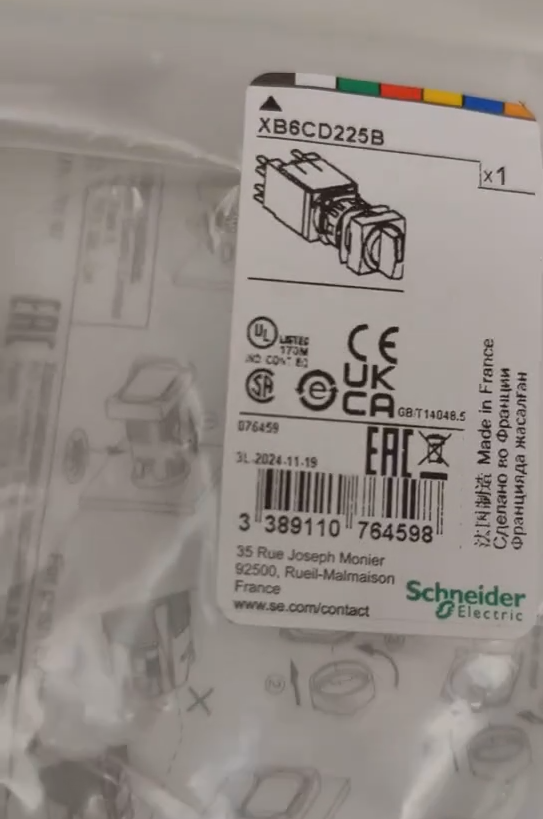 XB6CD225B
x1
UL
LISTED
179M
IND. CONT. EQ
CE
UK
CA
GB/T14048.5
076459
EAC
3L-2024-11-19
3 389110 764598
35 Rue Joseph Monier
92500, Rueil-Malmaison
France
www.se.com/contact
Schneider
Electric
法国制造 Made in France
Сделано во Франции
Францияда жасалған